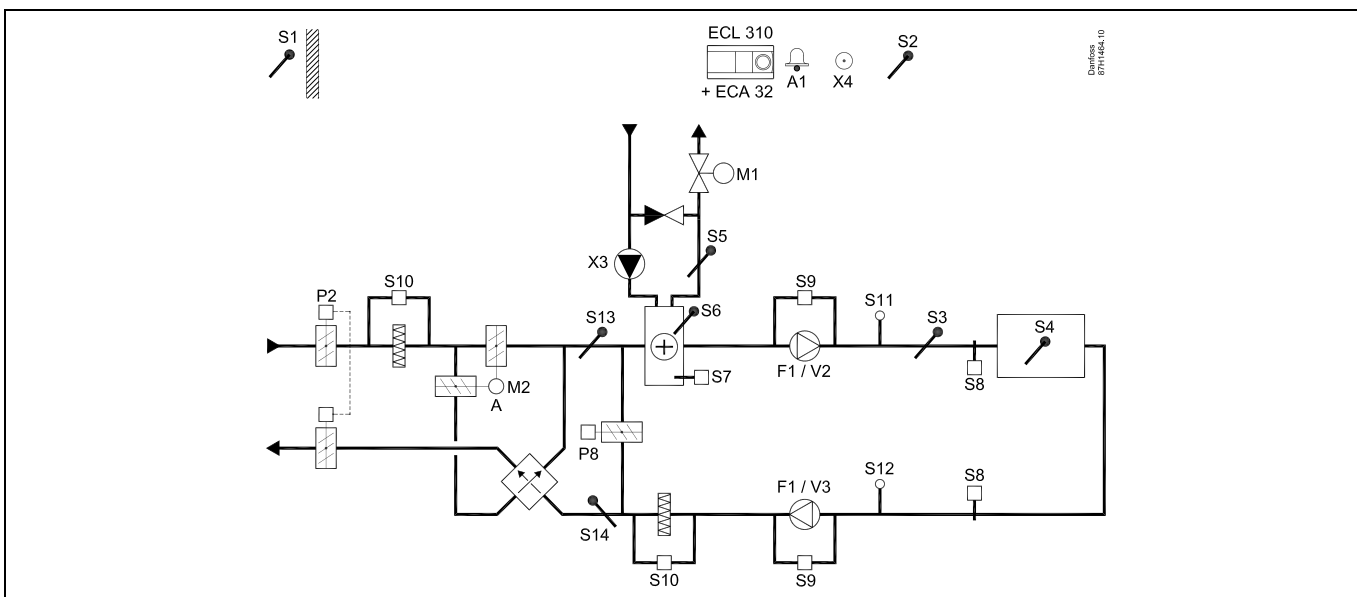 S1
ECL 310
S2
Danfoss
87H1464.10
+ ECA 32
A1
X4
M1
S5
X3
P2
S10
S13
S6
S9
S11
S3
S4
F1 / V2
M2
A
S7
S8
P8
F1 / V3
S12
S8
S14
S10
S9